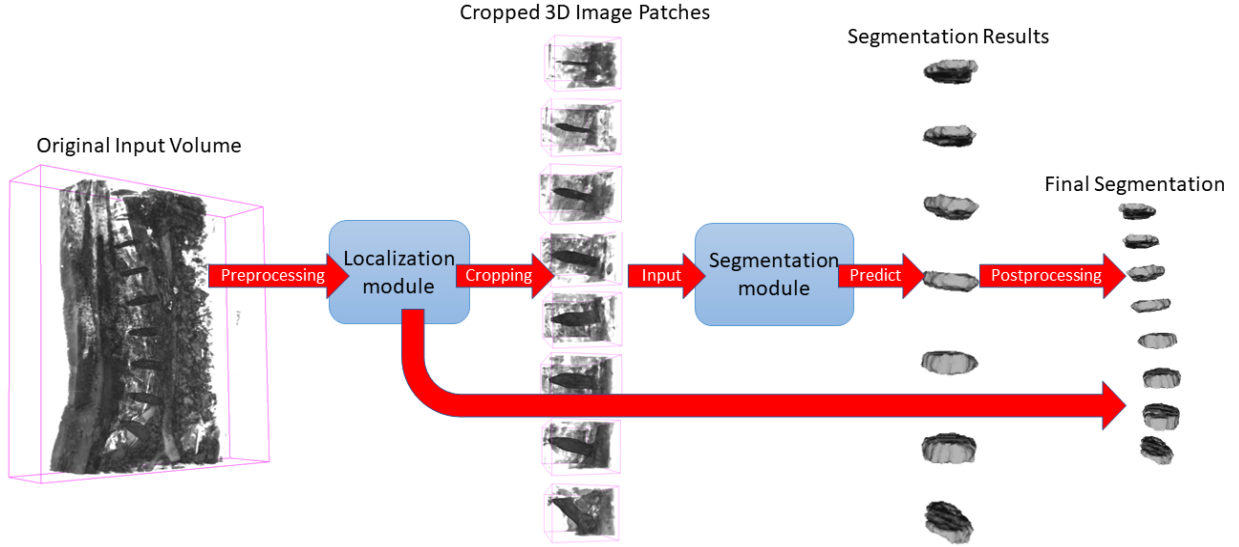 Cropped 3D Image Patches
Segmentation Results
Original Input Volume
Final Segmentation
Preprocessing
Localization
module
Cropping
Input
Segmentation
module
Predict
Postprocessing